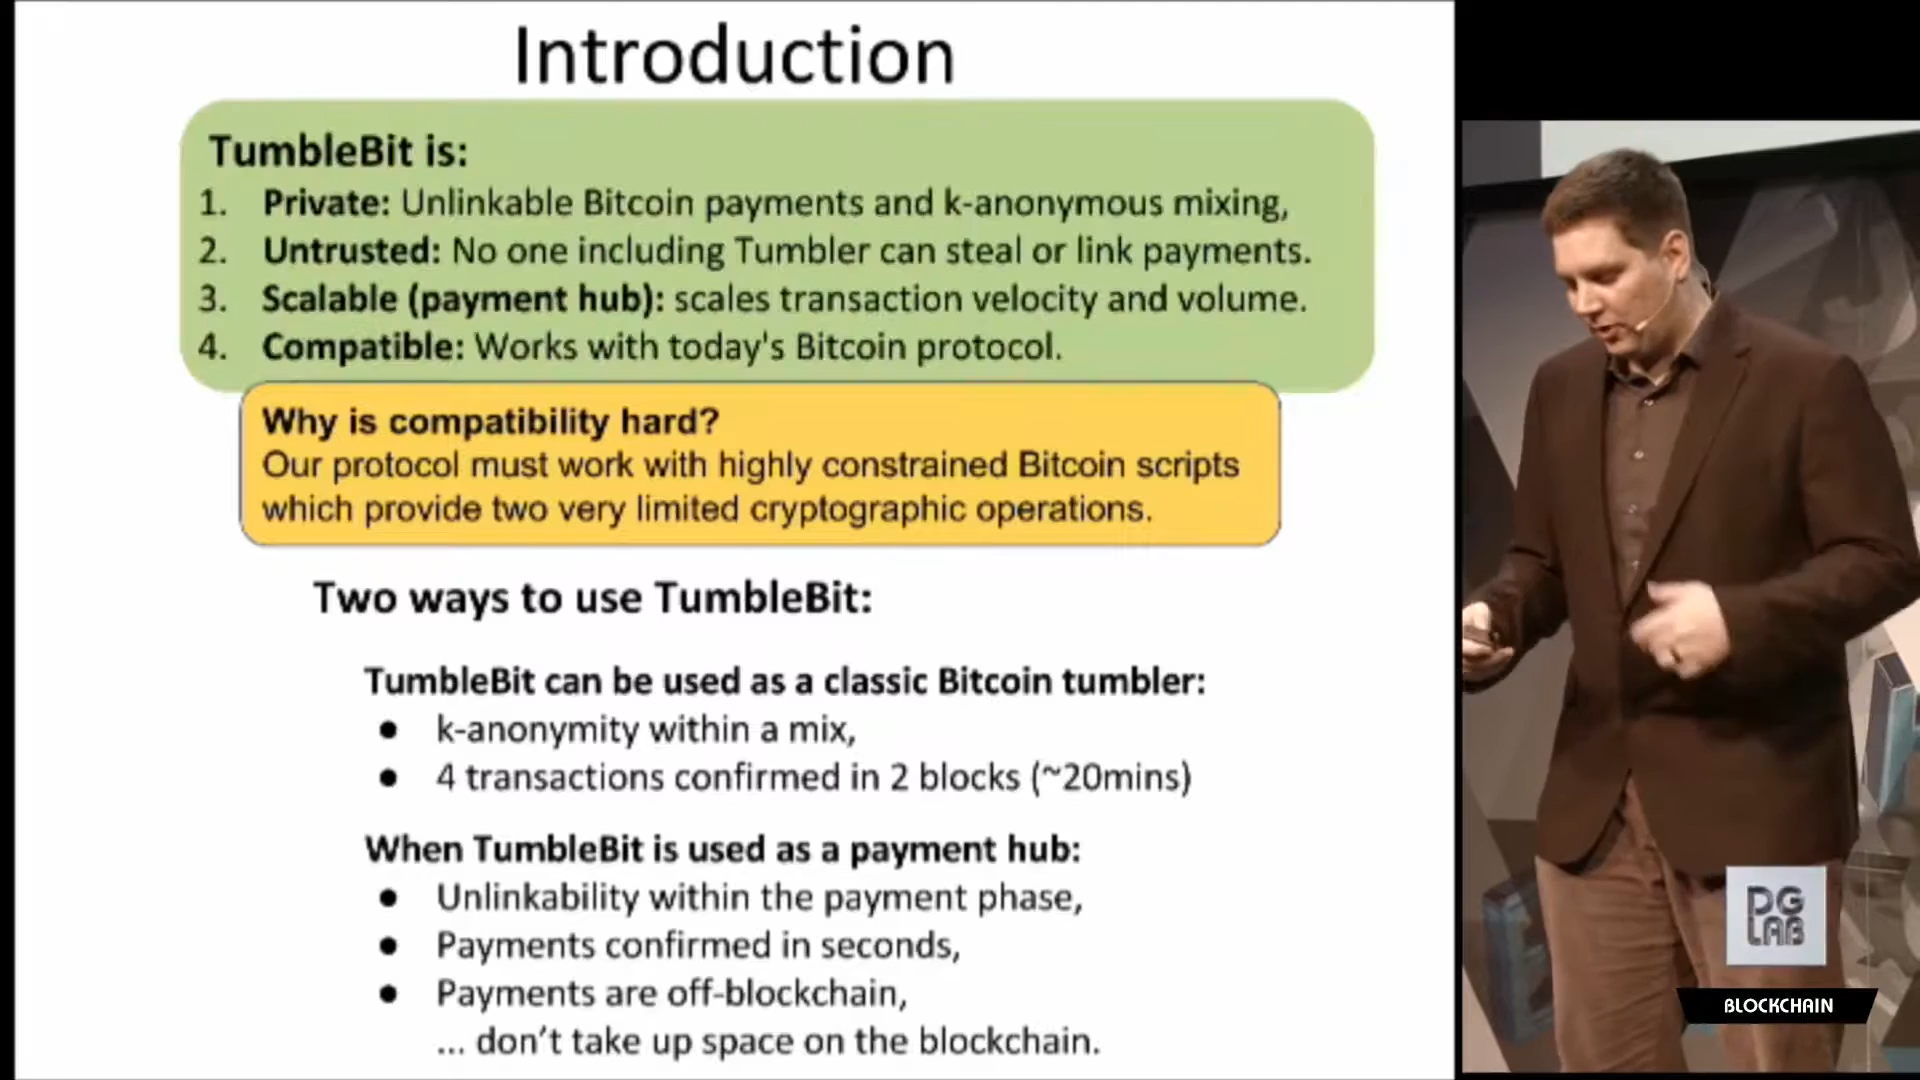 Introduction
TumbleBit is:
1. Private: Unlinkable Bitcoin payments and k-anonymous mixing,
2. Untrusted: No one including Tumbler can steal or link payments.
3. Scalable (payment hub): scales transaction velocity and volume.
4. Compatible: Works with today's Bitcoin protocol.
Why is compatibility hard?
Our protocol must work with highly constrained Bitcoin scripts
which provide two very limited cryptographic operations.
Two ways to use TumbleBit:
TumbleBit can be used as a classic Bitcoin tumbler:
● k-anonymity within a mix,
● 4 transactions confirmed in 2 blocks (~20mins)
When TumbleBit is used as a payment hub:
● Unlinkability within the payment phase,
● Payments confirmed in seconds,
● Payments are off-blockchain,
... don't take up space on the blockchain.
DG
LAB
BLOCKCHAIN